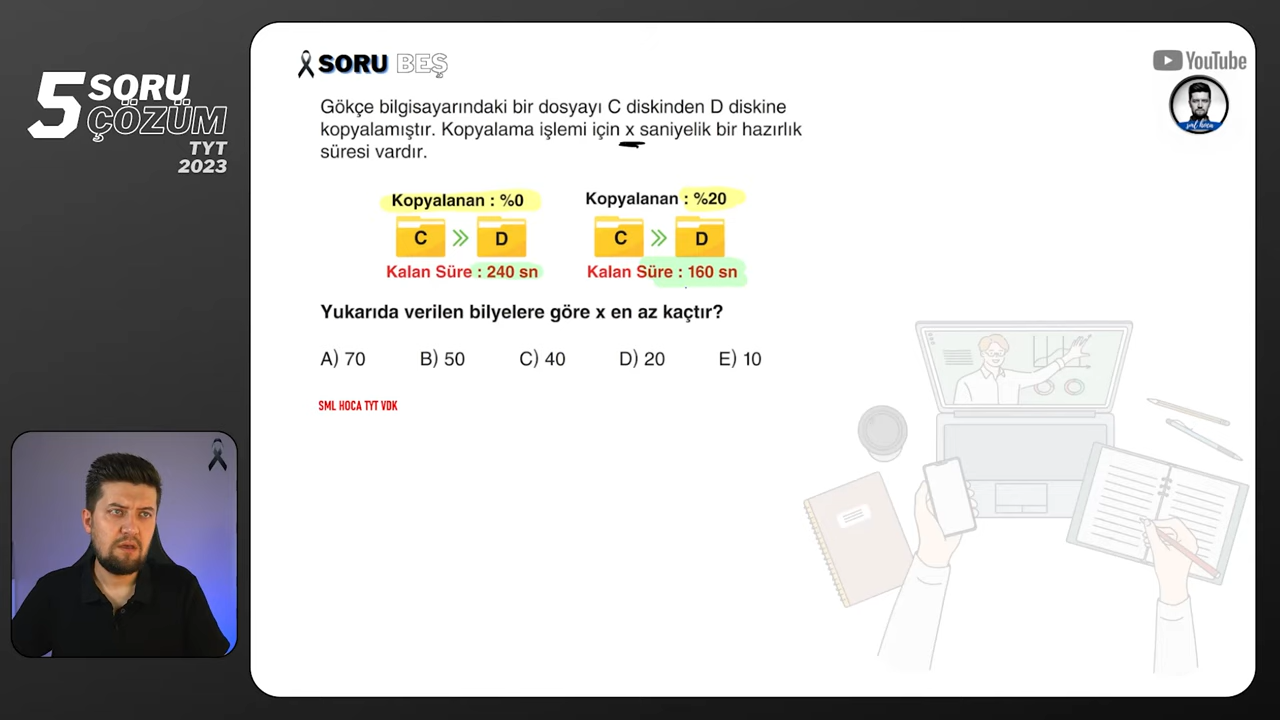 5 SORU
ÇÖZÜM
TYT
2023
SORU BEŞ
YouTube
sml hoca
Gökçe bilgisayarındaki bir dosyayı C diskinden D diskine
kopyalamıştır. Kopyalama işlemi için x saniyelik bir hazırlık
süresi vardır.
Kopyalanan : %0
C » D
Kalan Süre : 240 sn
Kopyalanan : %20
C » D
Kalan Süre : 160 sn
Yukarıda verilen bilyelere göre x en az kaçtır?
A) 70 B) 50 C) 40 D) 20 E) 10
SML HOCA TYT VDK